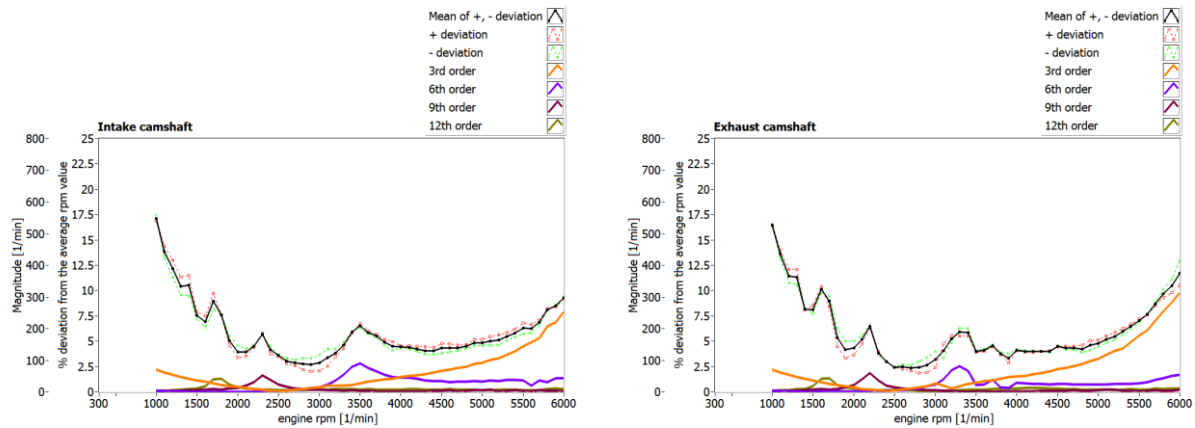 Mean of +, - deviation
+ deviation
- deviation
3rd order
6th order
9th order
12th order
Intake camshaft
800
700
600
500
400
300
200
100
0
Magnitude [1/min]
25
22.5
20
17.5
15
12.5
10
7.5
5
2.5
0
% deviation from the average rpm value
300 1000 1500 2000 2500 3000 3500 4000 4500 5000 5500 6000
engine rpm [1/min]
Mean of +, - deviation
+ deviation
- deviation
3rd order
6th order
9th order
12th order
Exhaust camshaft
800
700
600
500
400
300
200
100
0
Magnitude [1/min]
25
22.5
20
17.5
15
12.5
10
7.5
5
2.5
0
% deviation from the average rpm value
300 1000 1500 2000 2500 3000 3500 4000 4500 5000 5500 6000
engine rpm [1/min]